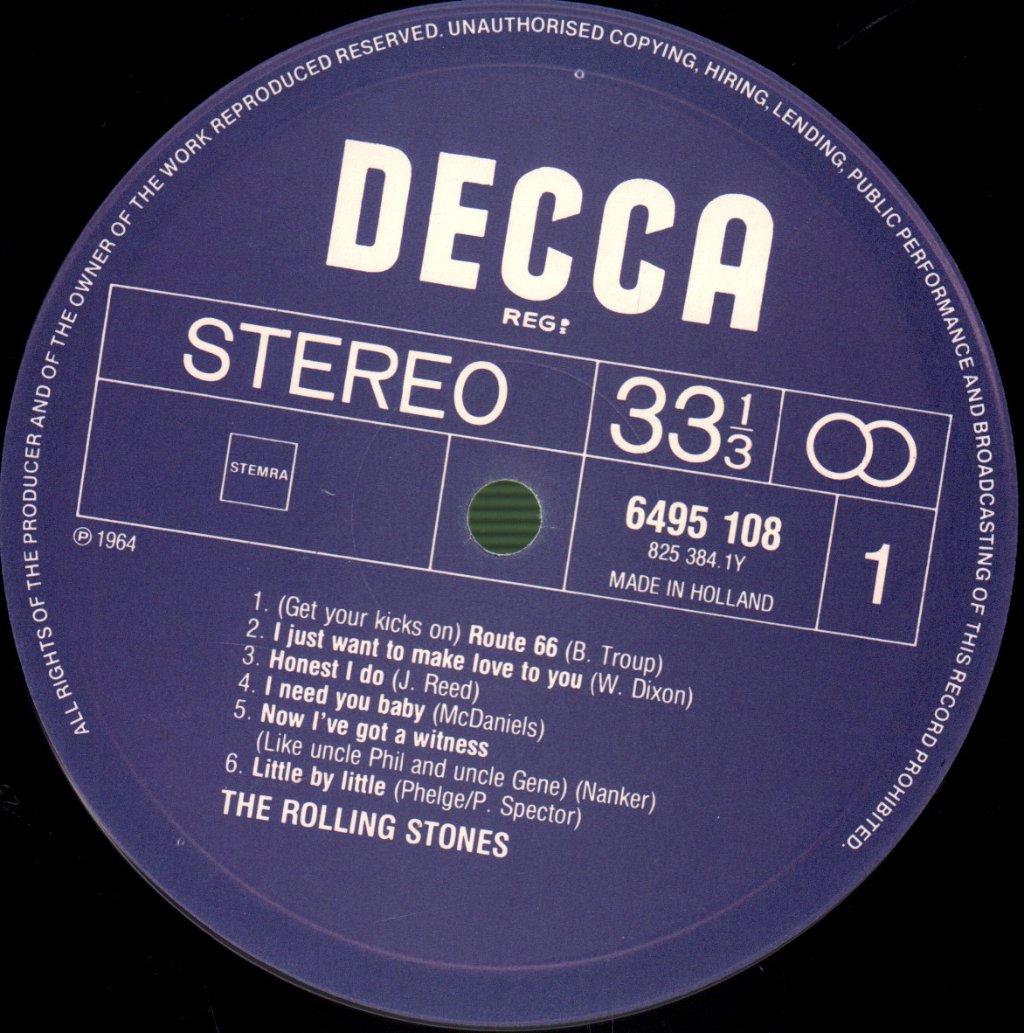 ALL RIGHTS OF THE PRODUCER AND OF THE OWNER OF THE WORK REPRODUCED RESERVED. UNAUTHORISED COPYING, HIRING, LENDING, PUBLIC PERFORMANCE AND BROADCASTING OF THIS RECORD PROHIBITED.
DECCA
REG:
STEREO
33 1/3
STEMRA
6495 108
825 384.1Y
MADE IN HOLLAND
1
℗ 1964
1. (Get your kicks on) Route 66 (B. Troup)
2. I just want to make love to you (W. Dixon)
3. Honest I do (J. Reed)
4. I need you baby (McDaniels)
5. Now I've got a witness
(Like uncle Phil and uncle Gene) (Nanker)
6. Little by little (Phelge/P. Spector)
THE ROLLING STONES